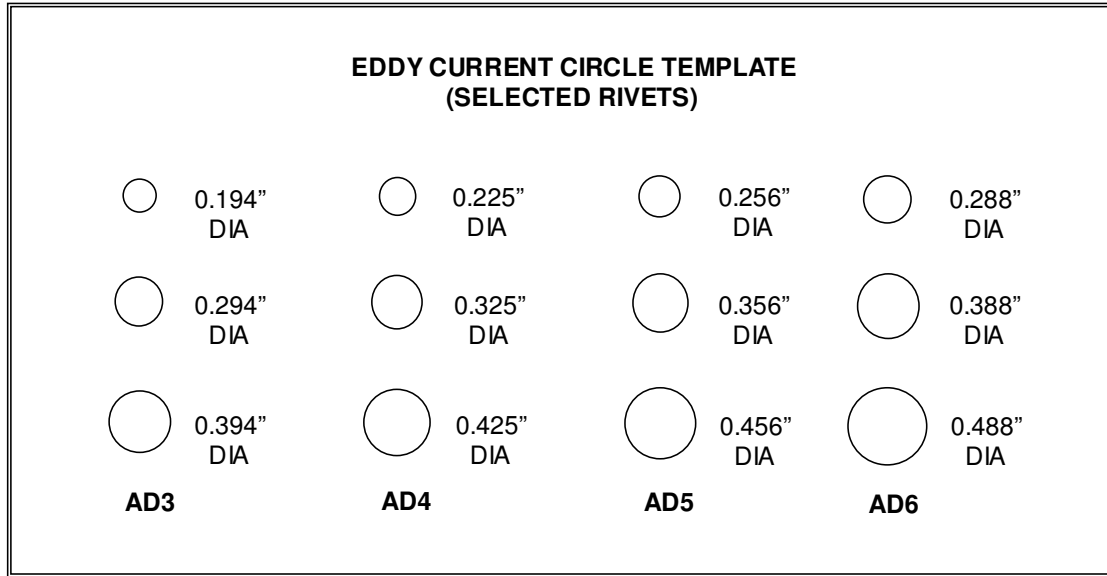 EDDY CURRENT CIRCLE TEMPLATE
(SELECTED RIVETS)
0.194”
DIA
0.225”
DIA
0.256”
DIA
0.288”
DIA
0.294”
DIA
0.325”
DIA
0.356”
DIA
0.388”
DIA
0.394”
DIA
0.425”
DIA
0.456”
DIA
0.488”
DIA
AD3
AD4
AD5
AD6